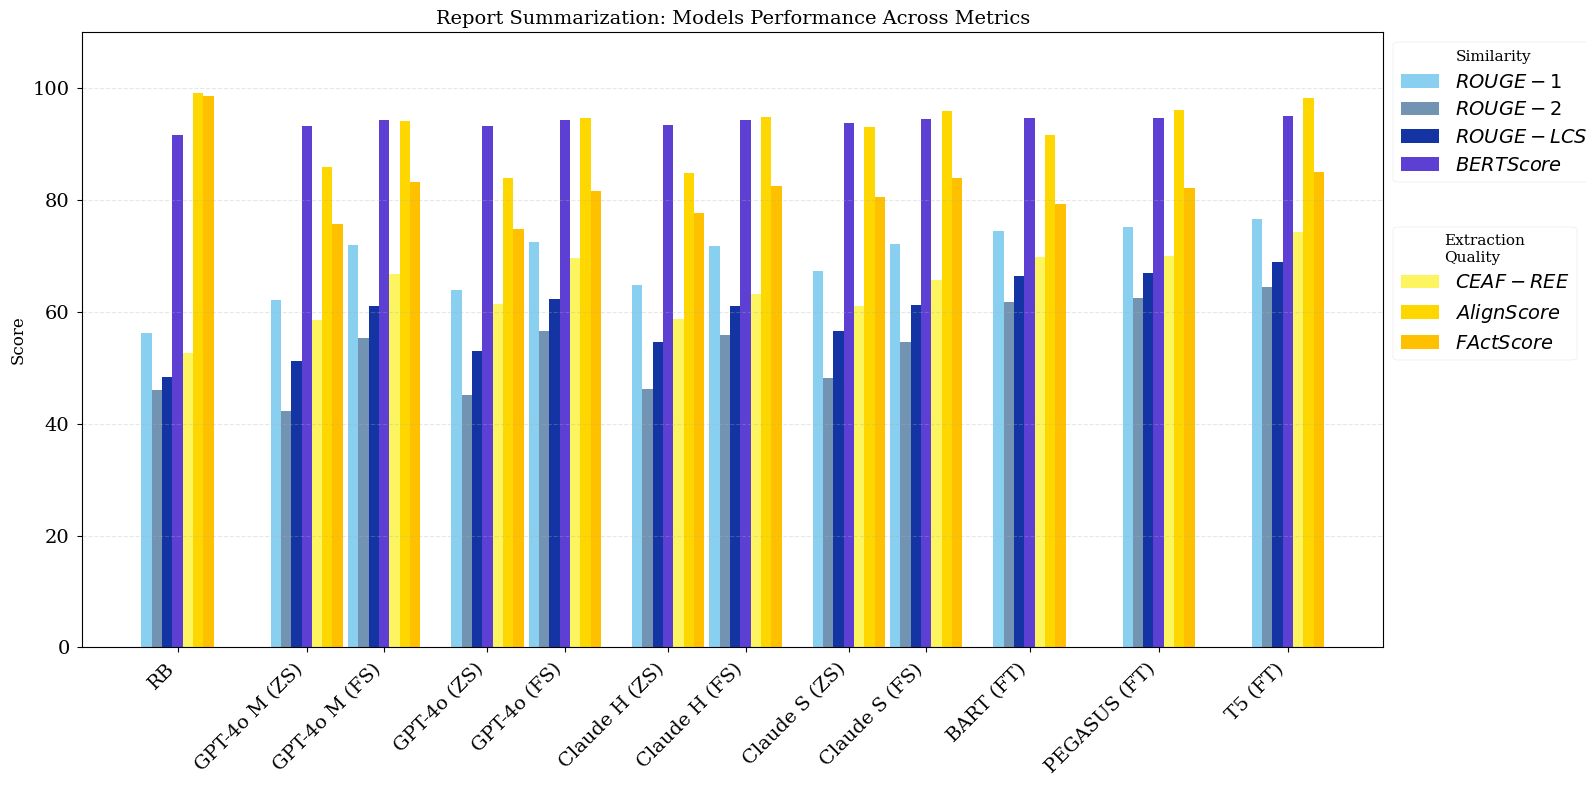 Report Summarization: Models Performance Across Metrics
Score
100
80
60
40
20
0
RB
GPT-4o M (ZS)
GPT-4o M (FS)
GPT-4o (ZS)
GPT-4o (FS)
Claude H (ZS)
Claude H (FS)
Claude S (ZS)
Claude S (FS)
BART (FT)
PEGASUS (FT)
T5 (FT)
Similarity
ROUGE − 1
ROUGE − 2
ROUGE − LCS
BERTScore
Extraction
Quality
CEAF − REE
AlignScore
FActScore